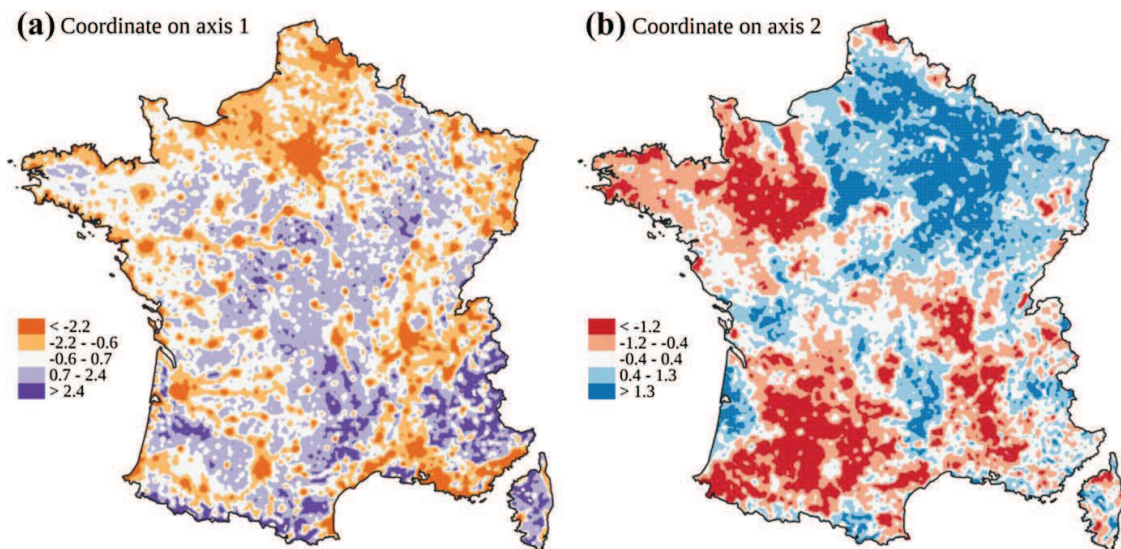 (a) Coordinate on axis 1
< -2.2
-2.2 - -0.6
-0.6 - 0.7
0.7 - 2.4
> 2.4
(b) Coordinate on axis 2
< -1.2
-1.2 - -0.4
-0.4 - 0.4
0.4 - 1.3
> 1.3